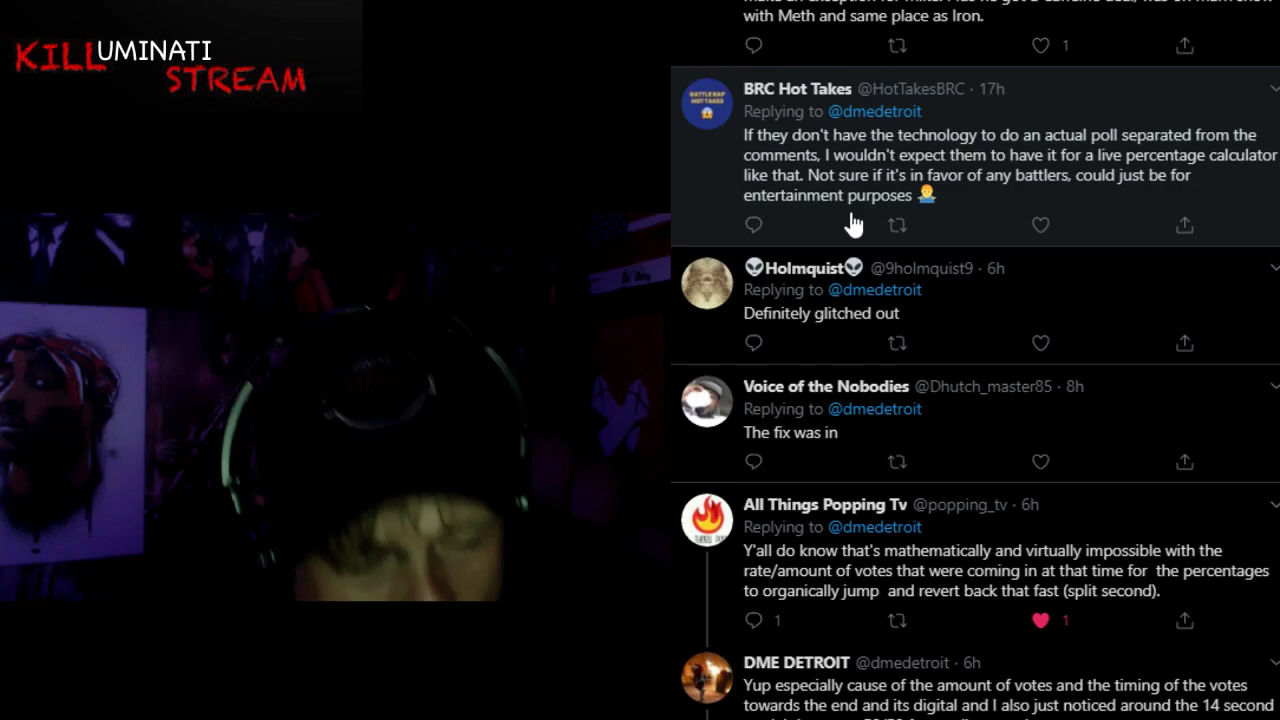 KILLUMINATI
STREAM
with Meth and same place as Iron.
1
BRC Hot Takes @HotTakesBRC · 17h
Replying to @dmedetroit
If they don't have the technology to do an actual poll separated from the
comments, I wouldn't expect them to have it for a live percentage calculator
like that. Not sure if it's in favor of any battlers, could just be for
entertainment purposes 🤷‍♂️
👽Holmquist👽 @9holmquist9 · 6h
Replying to @dmedetroit
Definitely glitched out
Voice of the Nobodies @Dhutch_master85 · 8h
Replying to @dmedetroit
The fix was in
All Things Popping Tv @popping_tv · 6h
Replying to @dmedetroit
Y'all do know that's mathematically and virtually impossible with the
rate/amount of votes that were coming in at that time for the percentages
to organically jump and revert back that fast (split second).
1 1
DME DETROIT @dmedetroit · 6h
Yup especially cause of the amount of votes and the timing of the votes
towards the end and its digital and I also just noticed around the 14 second